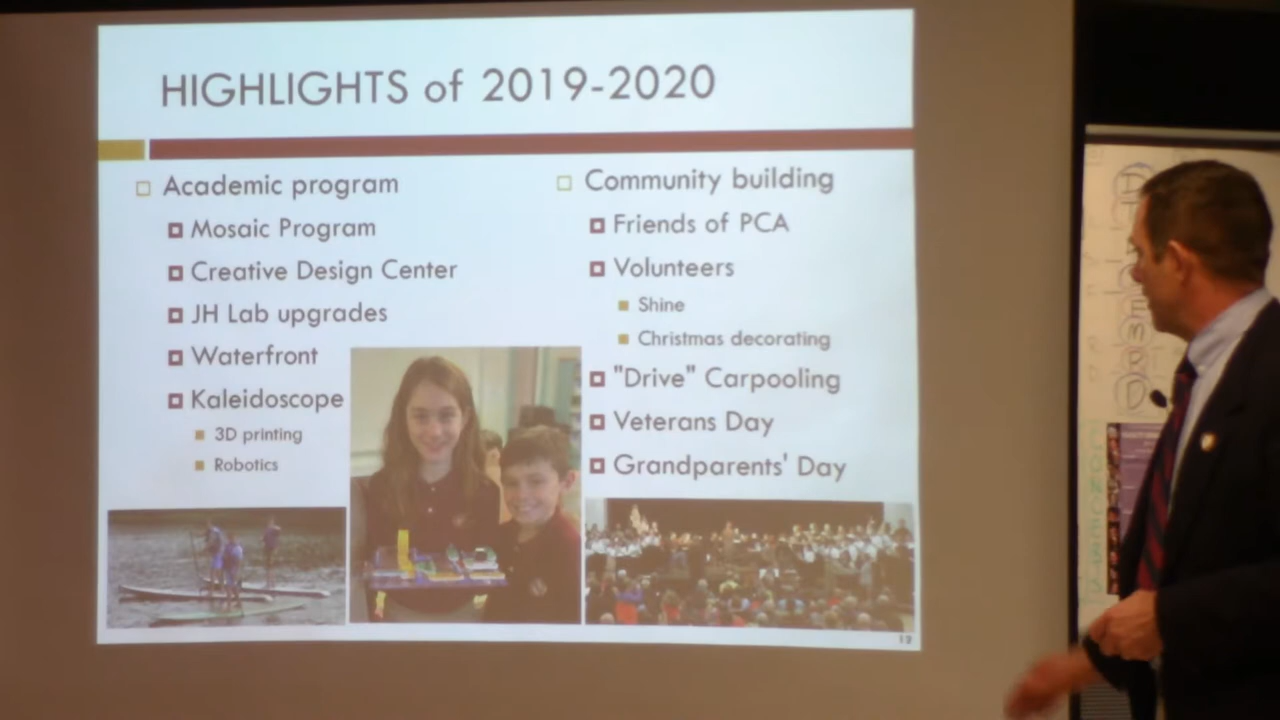 HIGHLIGHTS of 2019-2020
Academic program
Mosaic Program
Creative Design Center
JH Lab upgrades
Waterfront
Kaleidoscope
3D printing
Robotics
Community building
Friends of PCA
Volunteers
Shine
Christmas decorating
"Drive" Carpooling
Veterans Day
Grandparents' Day